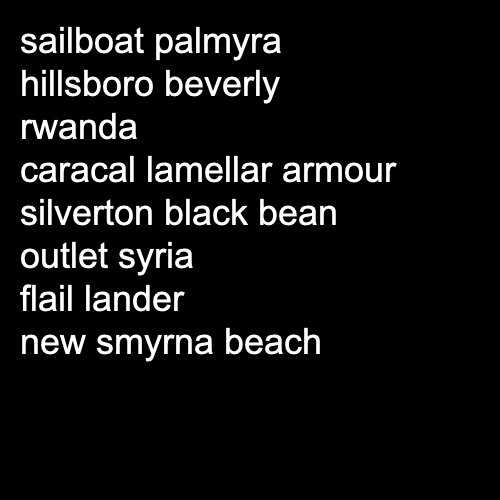 sailboat palmyra
hillsboro beverly
rwanda
caracal lamellar armour
silverton black bean
outlet syria
flail lander
new smyrna beach